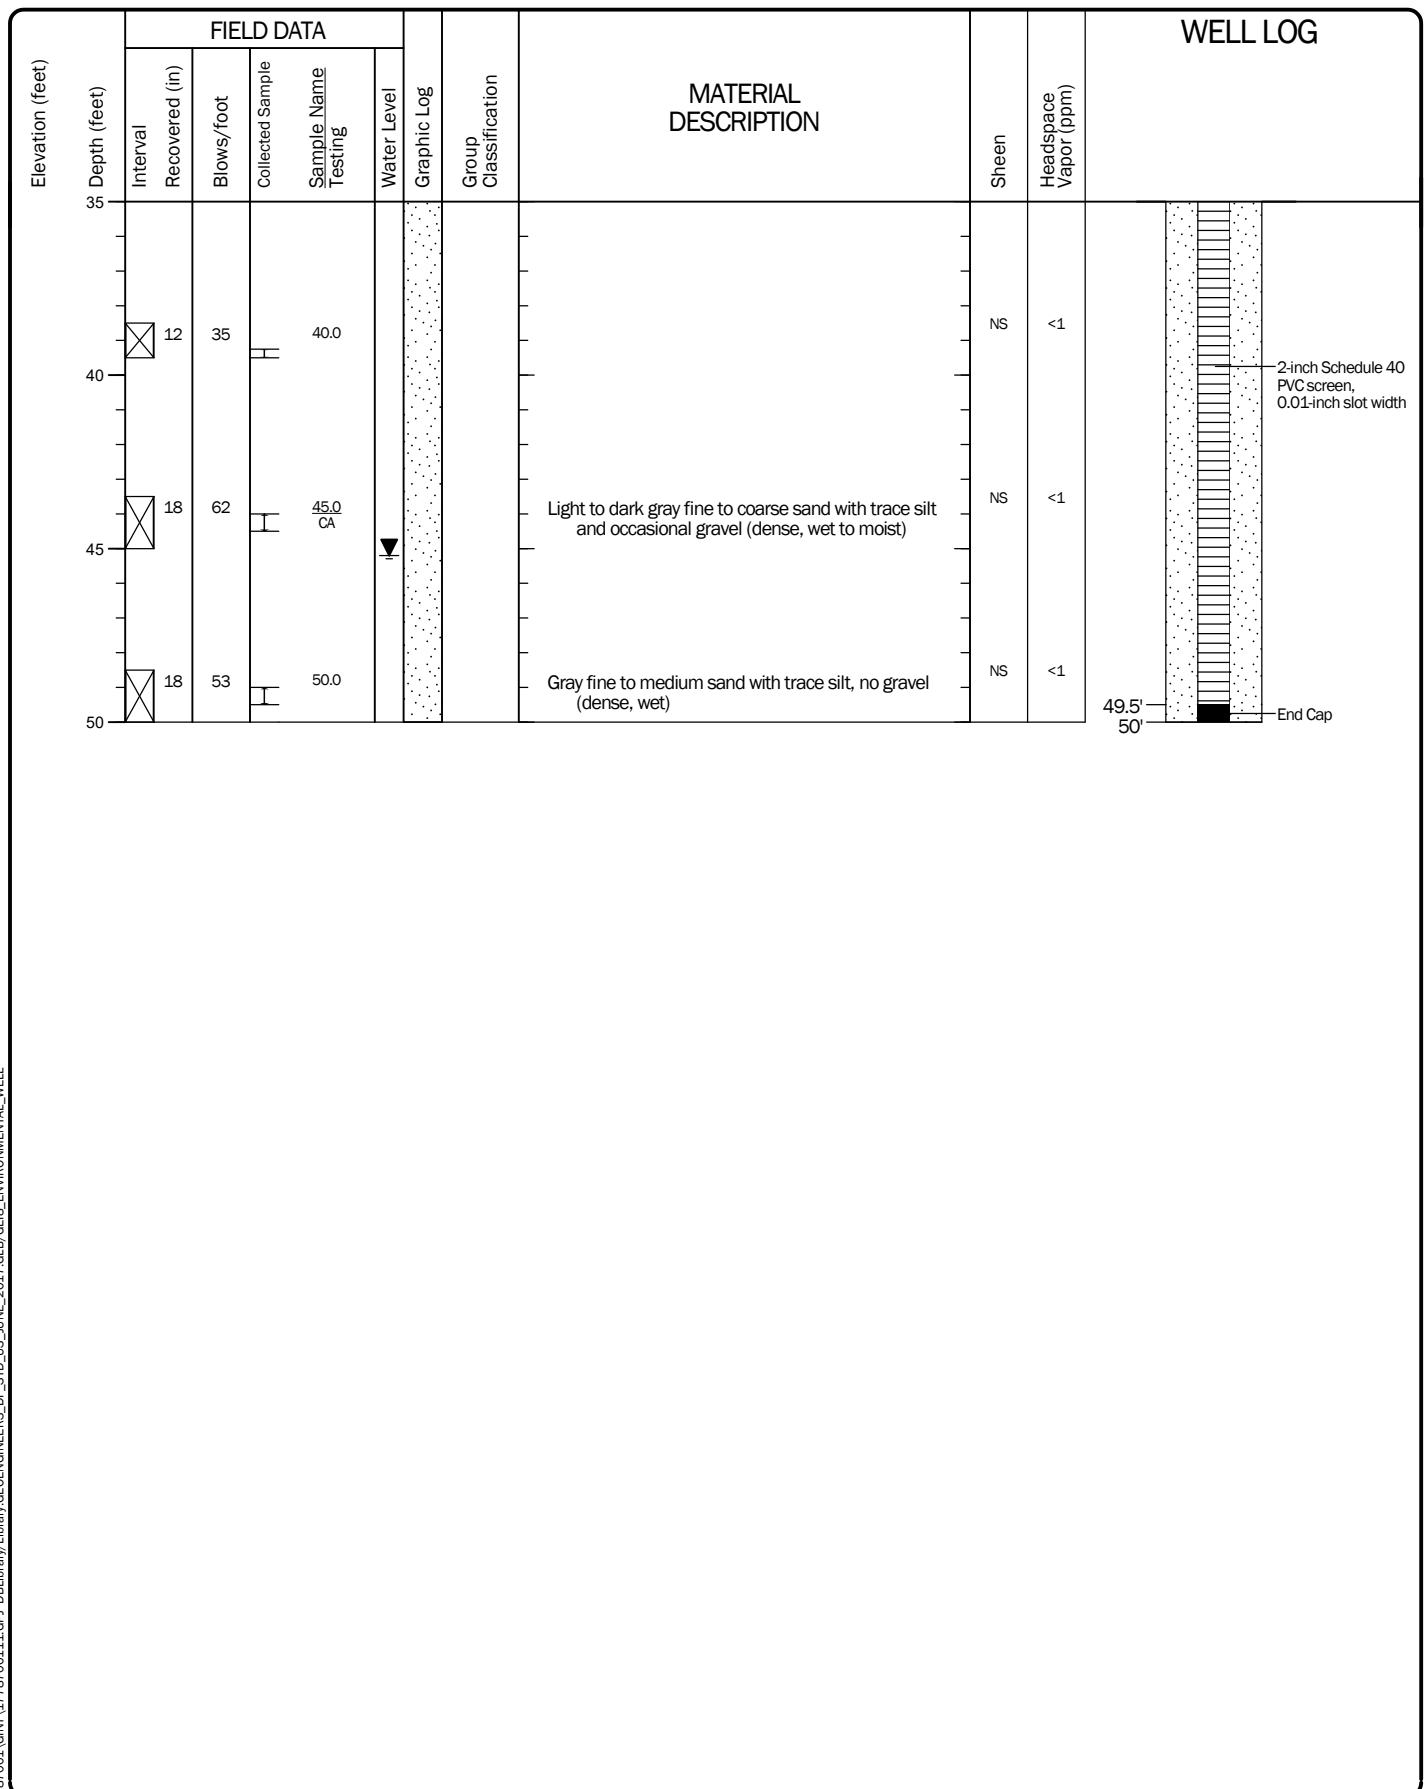 FIELD DATA
WELL LOG
Elevation (feet)
Depth (feet)
Interval
Recovered (in)
Blows/foot
Collected Sample
Sample Name
Testing
Water Level
Graphic Log
Group
Classification
MATERIAL
DESCRIPTION
Sheen
Headspace
Vapor (ppm)
35
12
35
40.0
NS
<1
40
2-inch Schedule 40
PVC screen,
0.01-inch slot width
18
62
45.0
CA
Light to dark gray fine to coarse sand with trace silt
and occasional gravel (dense, wet to moist)
NS
<1
45
18
53
50.0
Gray fine to medium sand with trace silt, no gravel
(dense, wet)
NS
<1
49.5'
50
50'
End Cap